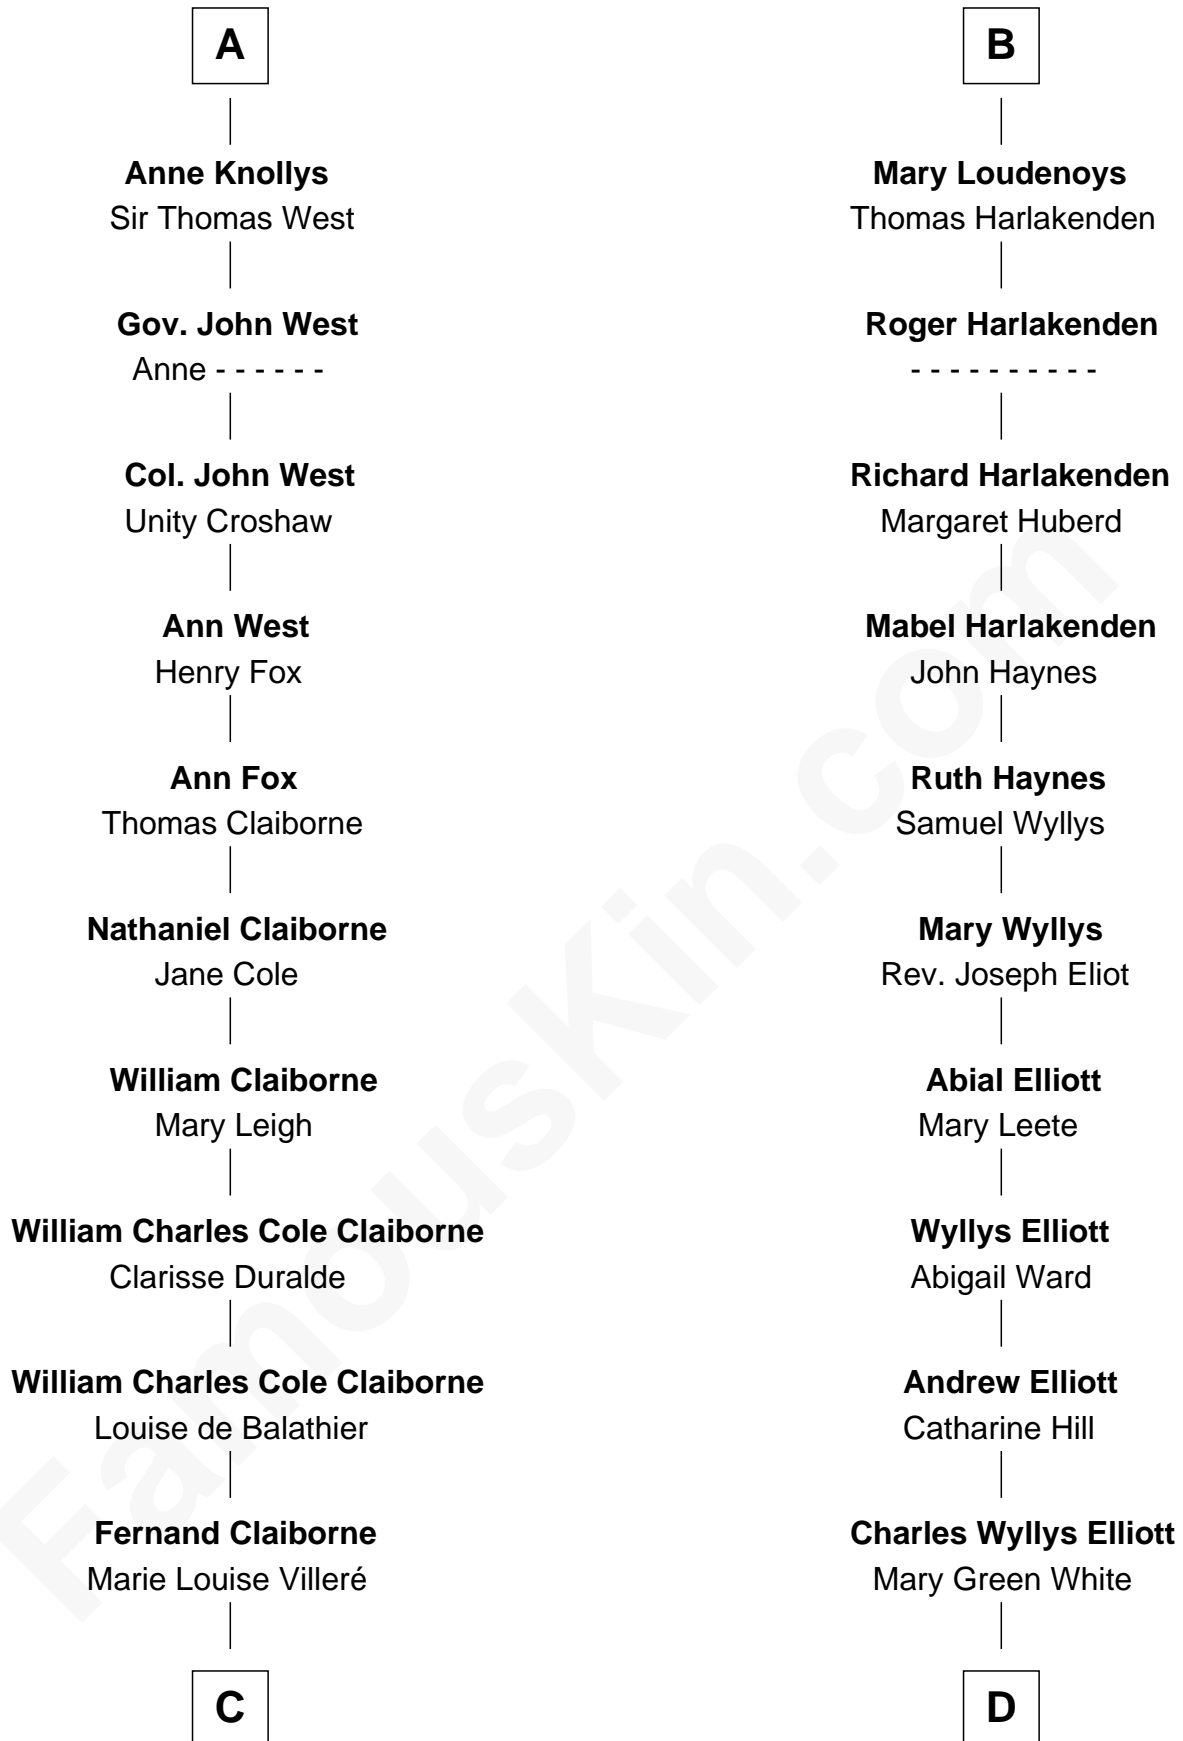 A
Anne Knollys
Sir Thomas West
Gov. John West
Anne - - - - - -
Col. John West
Unity Croshaw
Ann West
Henry Fox
Ann Fox
Thomas Claiborne
Nathaniel Claiborne
Jane Cole
William Claiborne
Mary Leigh
William Charles Cole Claiborne
Clarisse Duralde
William Charles Cole Claiborne
Louise de Balathier
Fernand Claiborne
Marie Louise Villeré
C
B
Mary Loudenoys
Thomas Harlakenden
Roger Harlakenden
- - - - - - - - - -
Richard Harlakenden
Margaret Huberd
Mabel Harlakenden
John Haynes
Ruth Haynes
Samuel Wyllys
Mary Wyllys
Rev. Joseph Eliot
Abial Elliott
Mary Leete
Wyllys Elliott
Abigail Ward
Andrew Elliott
Catharine Hill
Charles Wyllys Elliott
Mary Green White
D
FamousKin.com